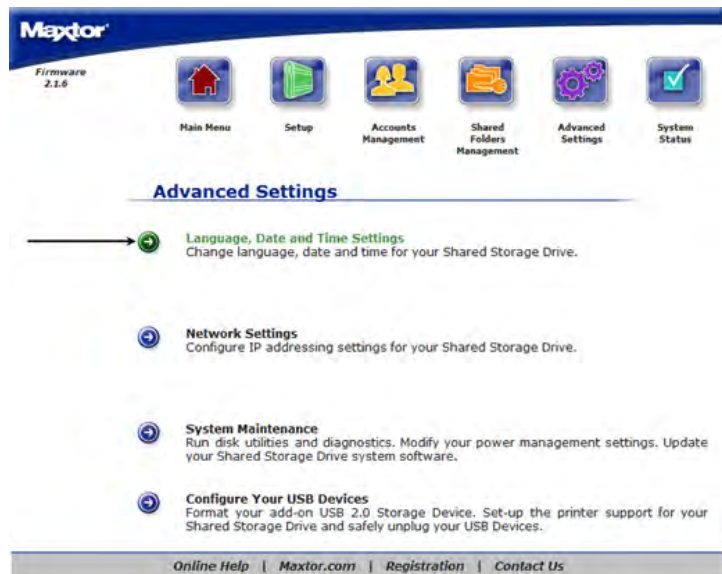 Maxtor
Firmware
2.1.6
Main Menu
Setup
Accounts
Management
Shared
Folders
Management
Advanced
Settings
System
Status
Advanced Settings
Language, Date and Time Settings
Change language, date and time for your Shared Storage Drive.
Network Settings
Configure IP addressing settings for your Shared Storage Drive.
System Maintenance
Run disk utilities and diagnostics. Modify your power management settings. Update
your Shared Storage Drive system software.
Configure Your USB Devices
Format your add-on USB 2.0 Storage Device. Set-up the printer support for your
Shared Storage Drive and safely unplug your USB Devices.
Online Help | Maxtor.com | Registration | Contact Us